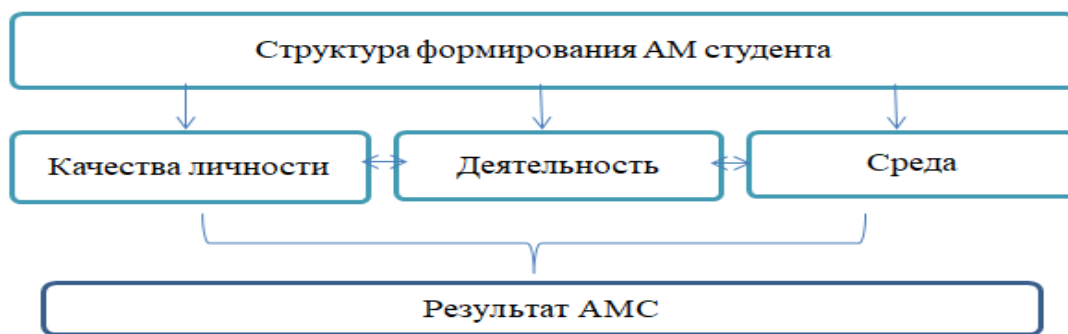 Структура формирования АМ студента
Качества личности
Деятельность
Среда
Результат АМС